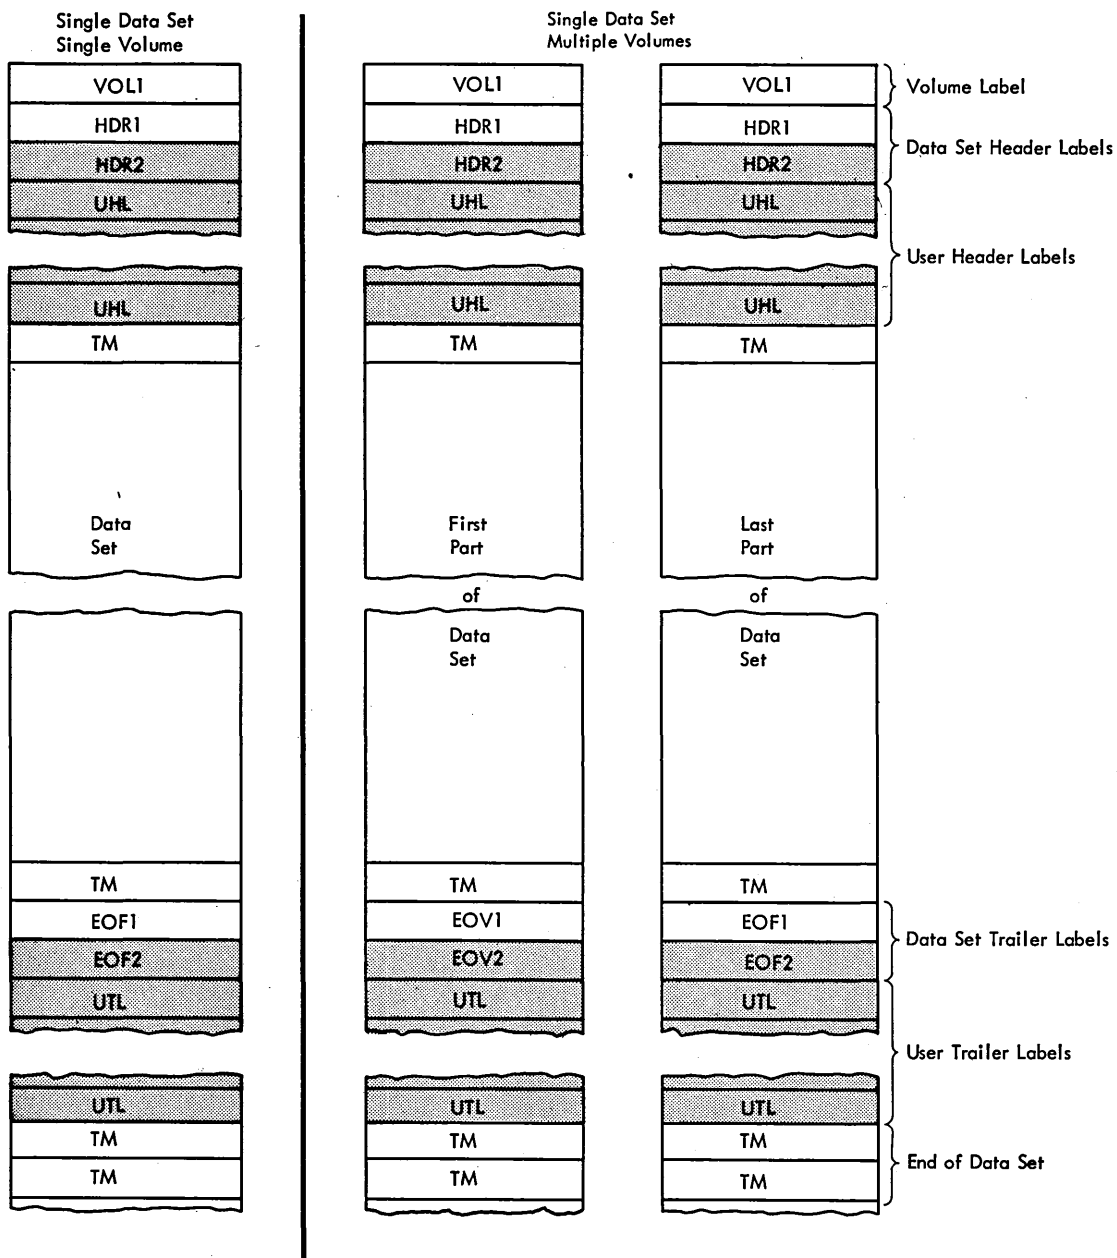 Single Data Set
Single Volume
VOL1
HDR1
HDR2
UHL
UHL
TM
Data
Set
TM
EOF1
EOF2
UTL
UTL
TM
TM
Single Data Set
Multiple Volumes
VOL1
HDR1
HDR2
UHL
UHL
TM
First
Part
of
Data
Set
TM
EOV1
EOV2
UTL
UTL
TM
TM
VOL1
HDR1
HDR2
UHL
UHL
TM
Last
Part
of
Data
Set
TM
EOF1
EOF2
UTL
UTL
TM
TM
Volume Label
Data Set Header Labels
User Header Labels
Data Set Trailer Labels
User Trailer Labels
End of Data Set